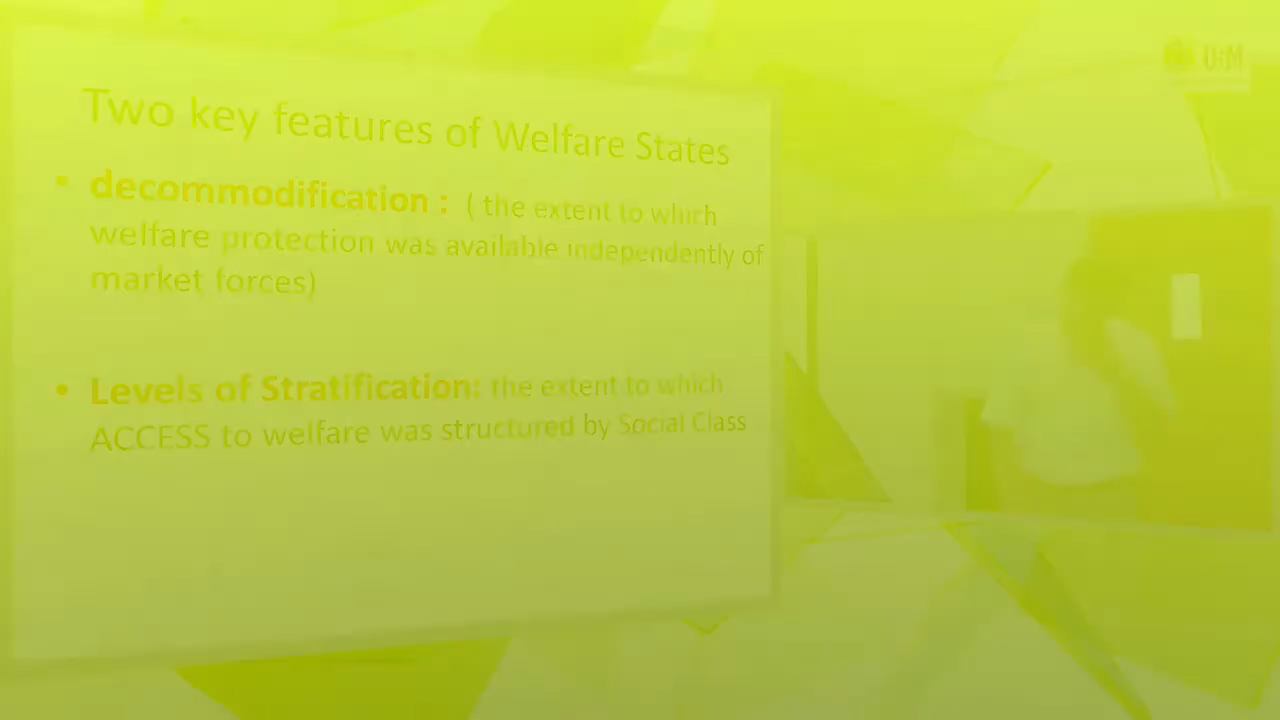 U:M
Two key features of Welfare States
• decommodification : ( the extent to which
welfare protection was available independently of
market forces)
• Levels of Stratification: the extent to which
ACCESS to welfare was structured by Social Class